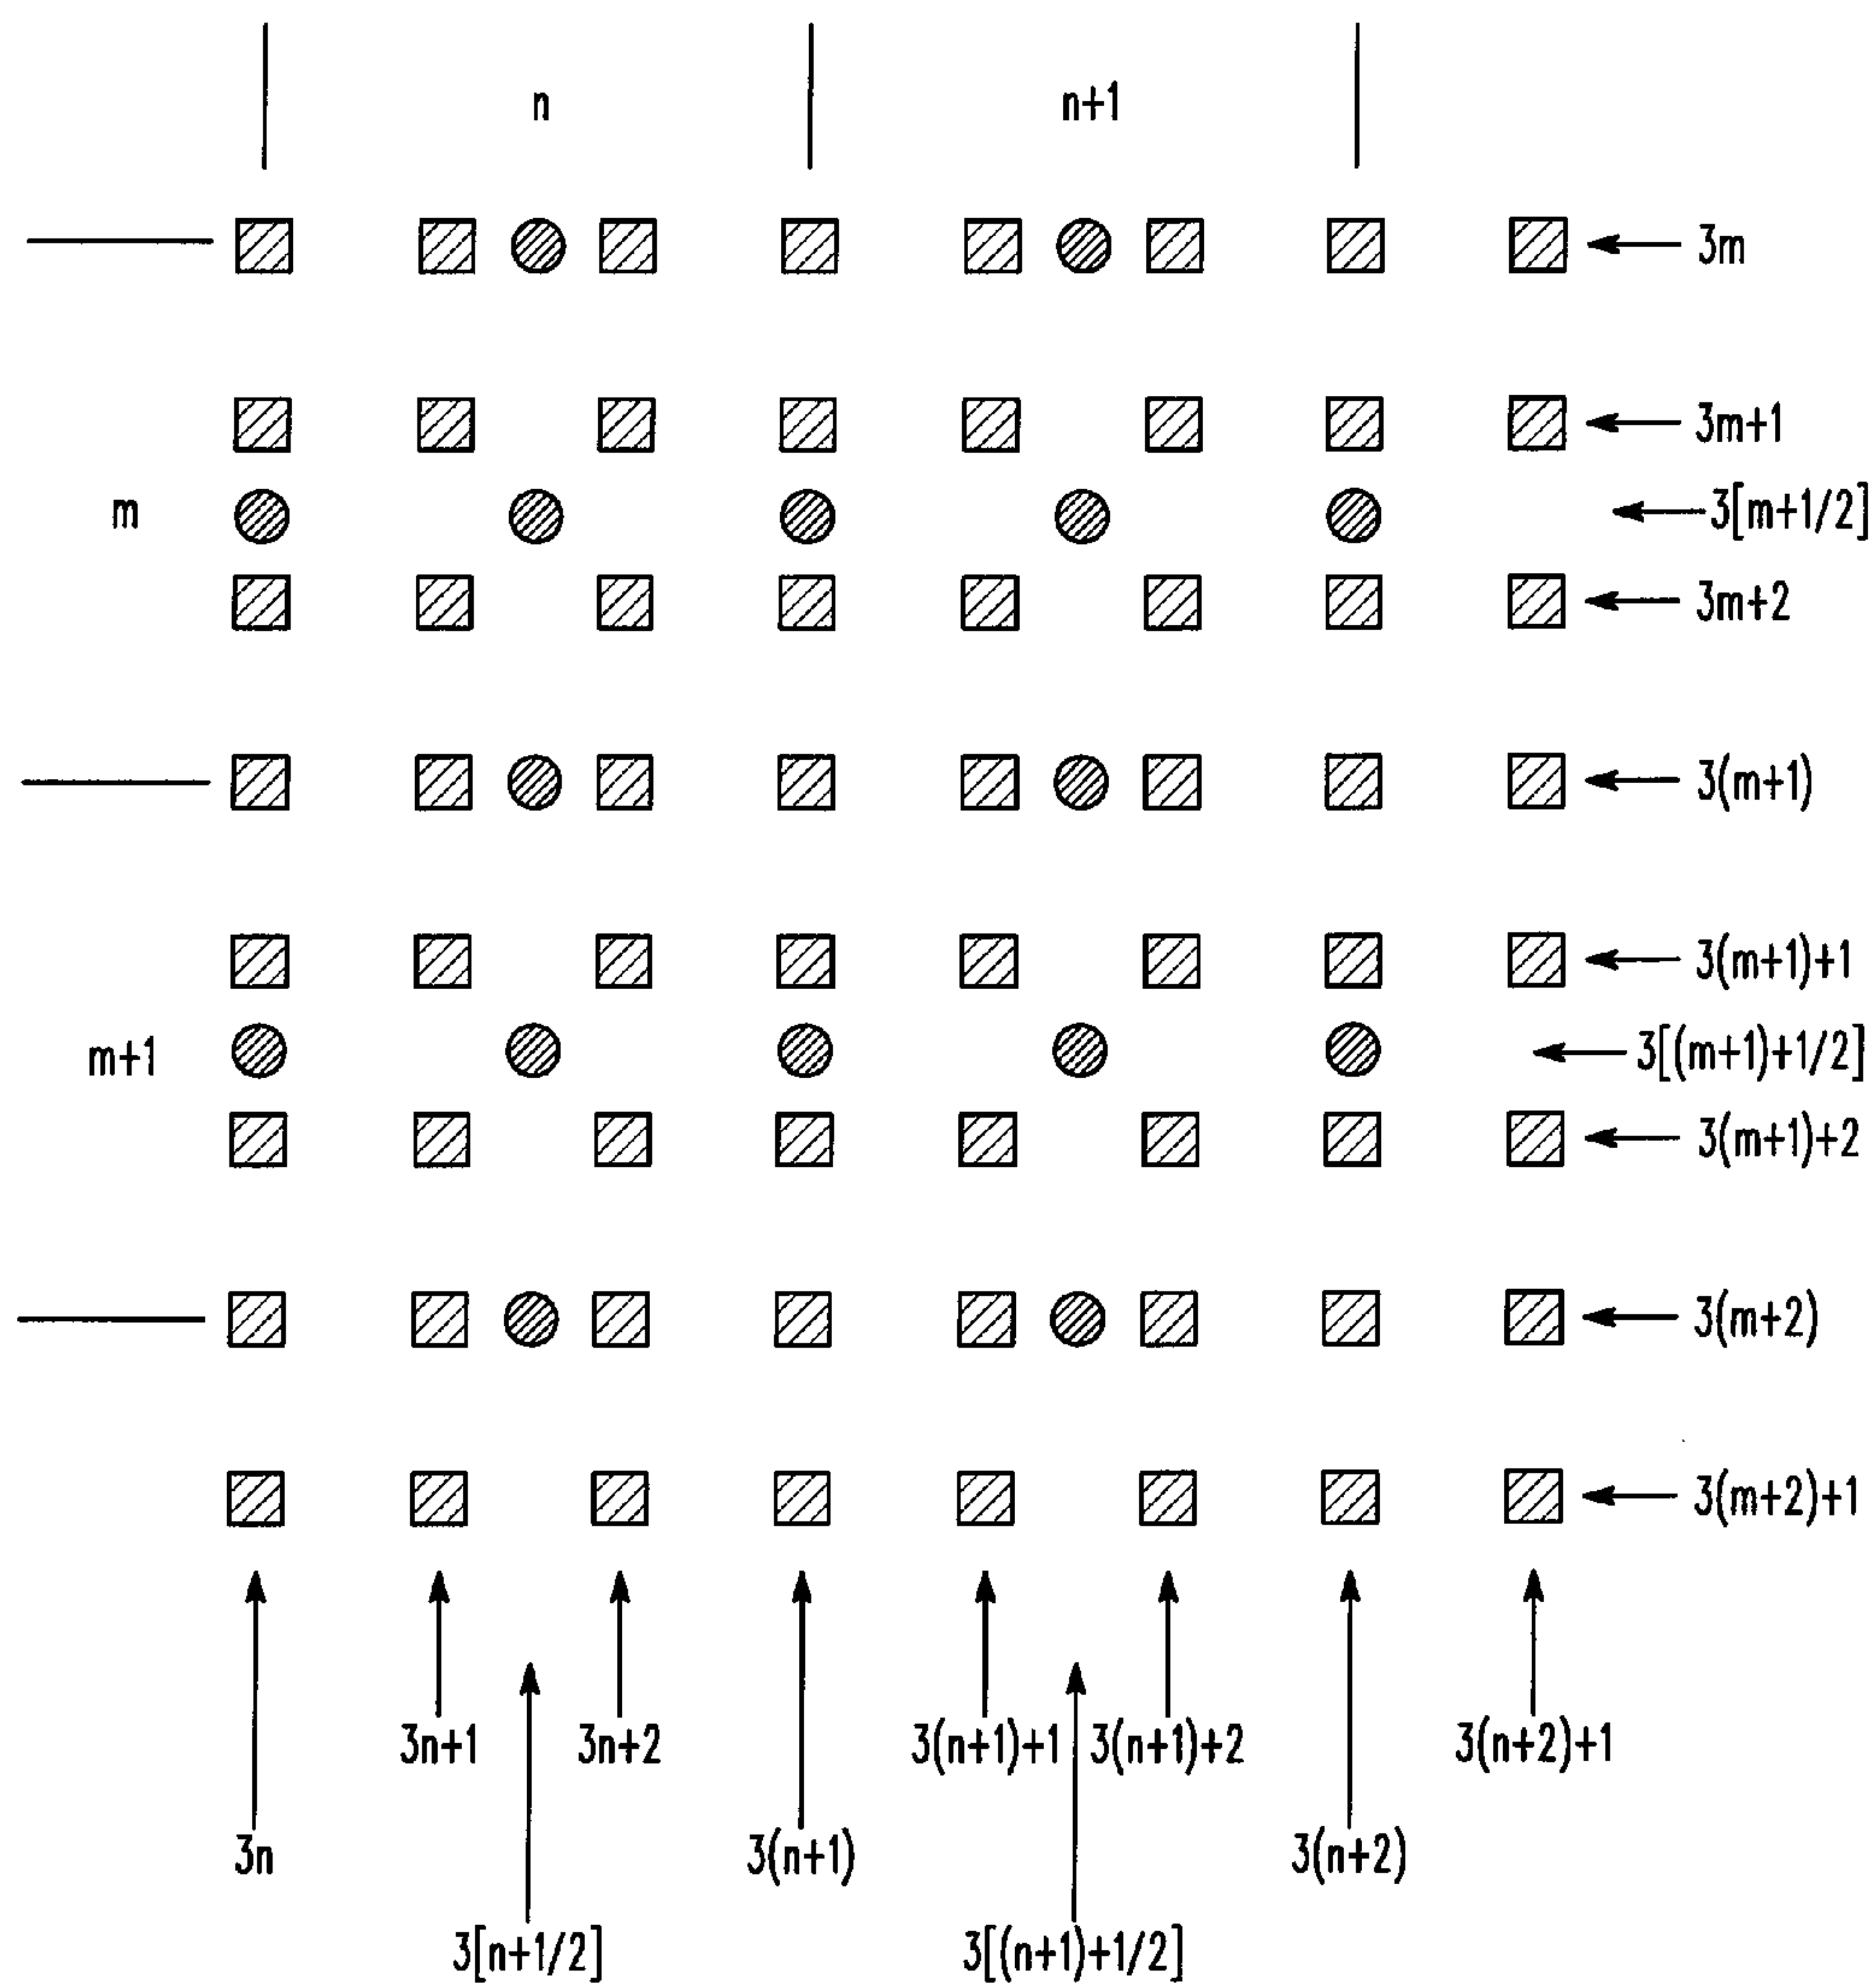 n
n+1
3m
3m+1
m
3[m+1/2]
3m+2
3(m+1)
3(m+1)+1
m+1
3[(m+1)+1/2]
3(m+1)+2
3(m+2)
3(m+2)+1
3n+1
3n+2
3(n+1)+1
3(n+1)+2
3(n+2)+1
3n
3(n+1)
3(n+2)
3[n+1/2]
3[(n+1)+1/2]